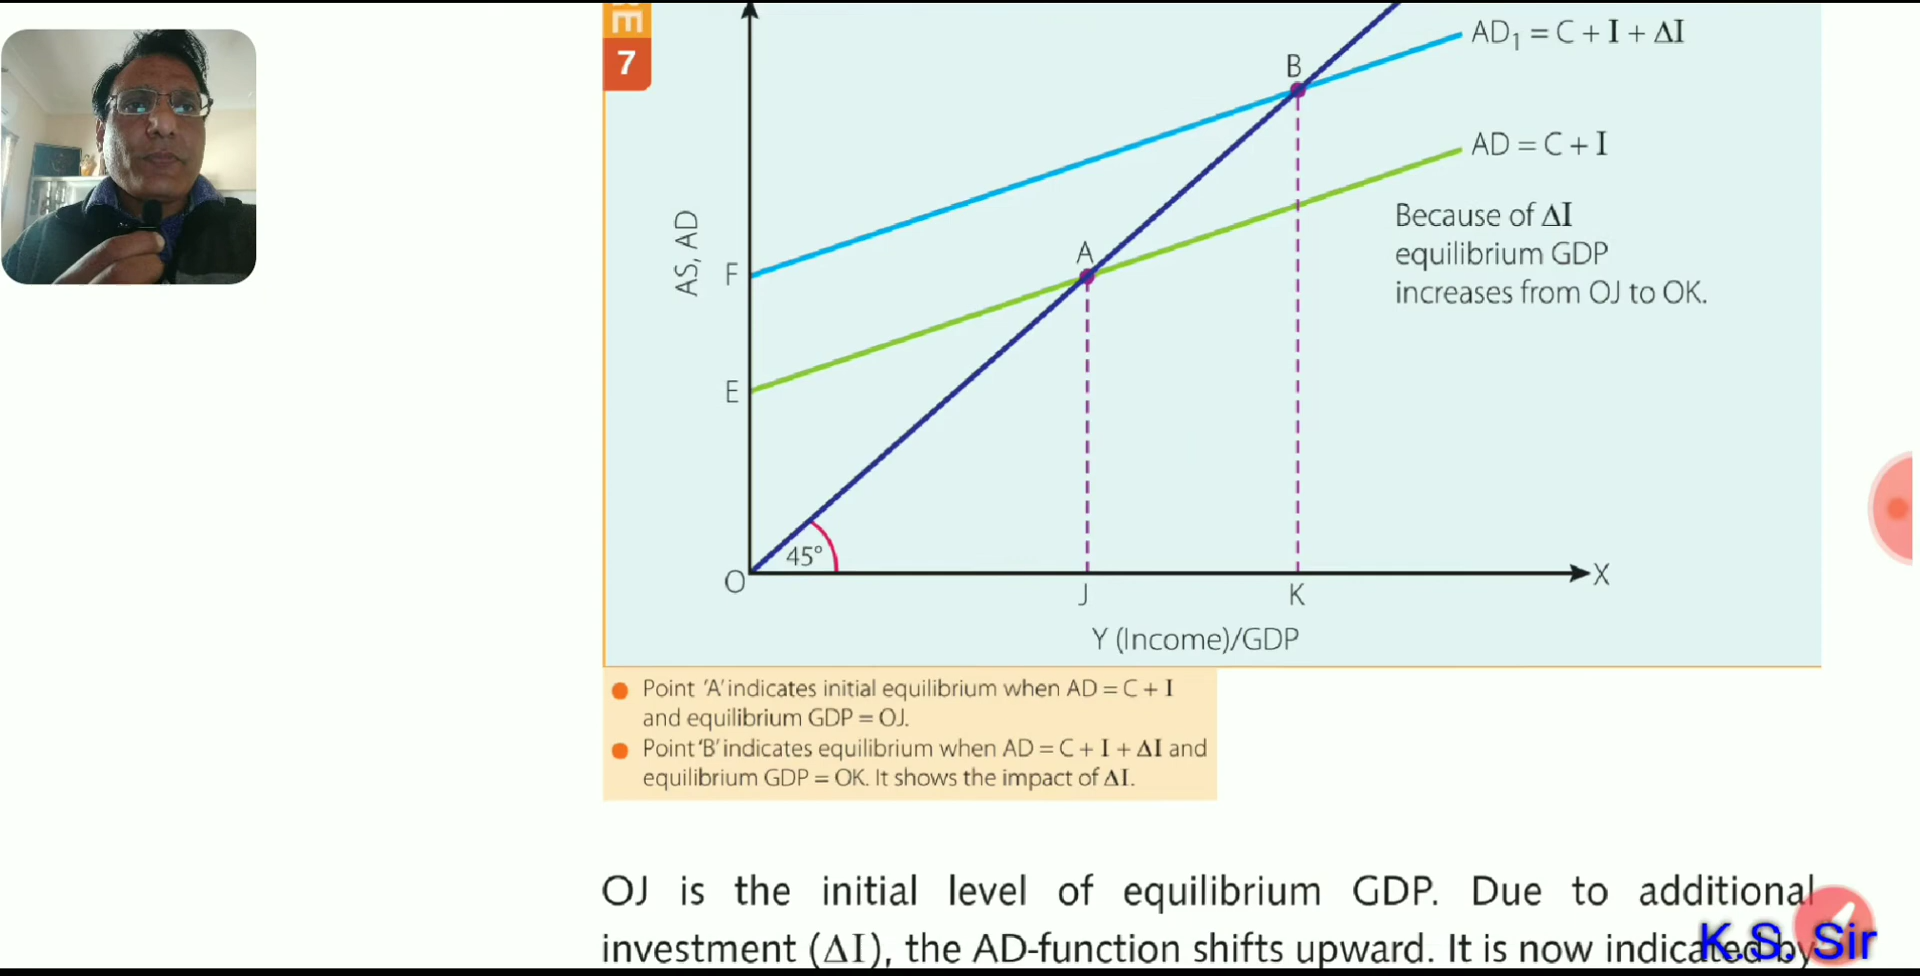 7
AD₁ = C + I + ΔI
B
AD = C + I
Because of ΔI
equilibrium GDP
increases from OJ to OK.
AS, AD
A
F
E
45°
O
J
K
X
Y (Income)/GDP
Point ‘A’ indicates initial equilibrium when AD = C + I
and equilibrium GDP = OJ.
Point ‘B’ indicates equilibrium when AD = C + I + ΔI and
equilibrium GDP = OK. It shows the impact of ΔI.
OJ is the initial level of equilibrium GDP. Due to additional
investment (ΔI), the AD-function shifts upward. It is now indicated by
K.S. Sir